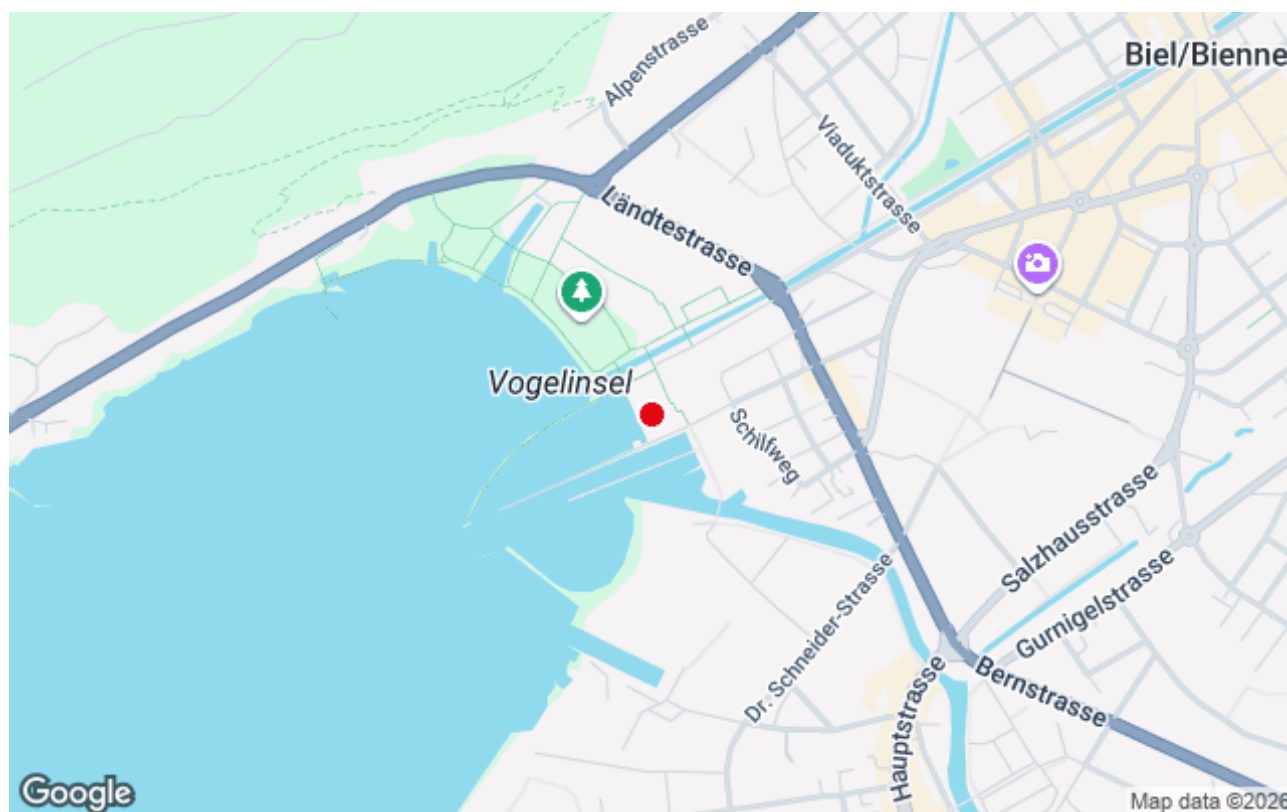 Alpenstrasse
Biel/Bienne
Viaduktstrasse
Ländtestrasse
Vogelinsel
Schilfweg
Salzhausstrasse
Gurnigelstrasse
Dr. Schneider-Strasse
Hauptstrasse
Bernstrasse
Google
Map data ©2026